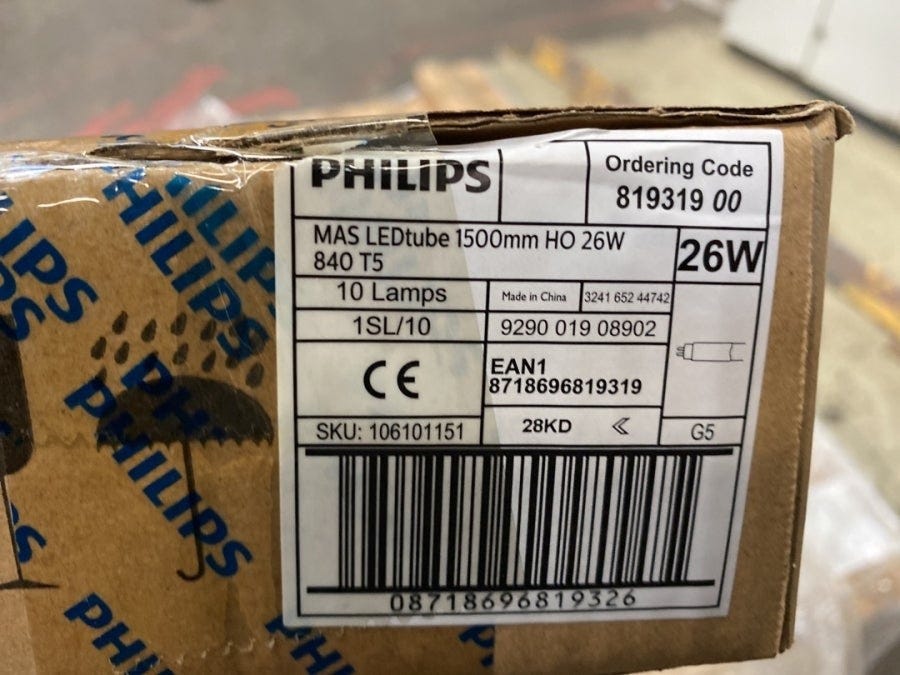 PHILIPS
Ordering Code
819319 00
MAS LEDtube 1500mm HO 26W
840 T5
26W
10 Lamps
Made in China
3241 652 44742
1SL/10
9290 019 08902
CE
EAN1
8718696819319
SKU: 106101151
28KD
G5
08718696819326
PHILIPS
PHILIPS
PHILIPS